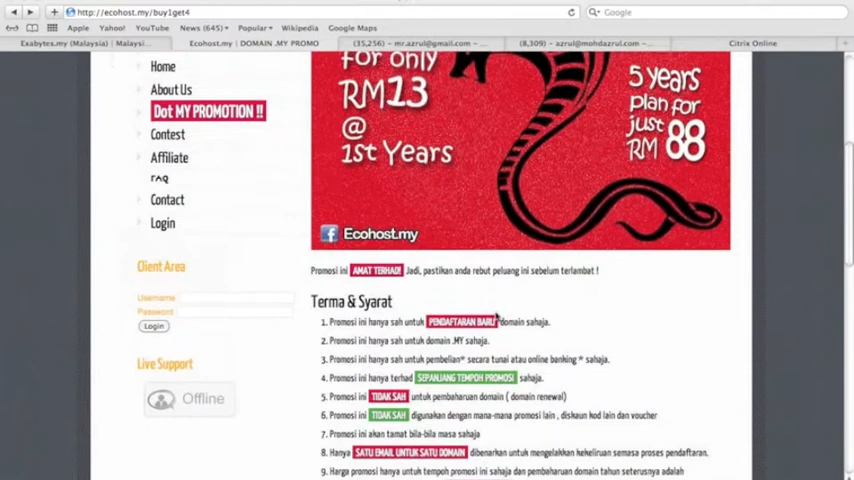 http://ecohost.my/buy1get4
Google
Apple Yahoo! YouTube News (645) Popular Wikipedia Google Maps
Exabytes.my (Malaysia) | Malaysi... Ecohost.my | DOMAIN .MY PROMO (35,256) - mr.azrul@gmail.com - ... (8,309) - azrul@mohdazrul.com - ... Citrix Online
Home
About Us
Dot MY PROMOTION !!
Contest
Affiliate
FAQ
Contact
Login
Client Area
Username
Password
Login
Live Support
Offline
for only
RM13
@
1st Years
5 years
plan for
just
RM 88
Ecohost.my
Promosi ini AMAT TERHAD! Jadi, pastikan anda rebut peluang ini sebelum terlambat !
Terma & Syarat
1. Promosi ini hanya sah untuk PENDAFTARAN BARU domain sahaja.
2. Promosi ini hanya sah untuk domain .MY sahaja.
3. Promosi ini hanya sah untuk pembelian* secara tunai atau online banking * sahaja.
4. Promosi ini hanya terhad SEPANJANG TEMPOH PROMOSI sahaja.
5. Promosi ini TIDAK SAH untuk pembaharuan domain ( domain renewal)
6. Promosi ini TIDAK SAH digunakan dengan mana-mana promosi lain , diskaun kod lain dan voucher
7. Promosi ini akan tamat bila-bila masa sahaja
8. Hanya SATU EMAIL UNTUK SATU DOMAIN dibenarkan untuk mengelakkan kekeliruan semasa proses pendaftaran.
9. Harga promosi hanya untuk tempoh promosi ini sahaja dan pembaharuan domain tahun seterusnya adalah